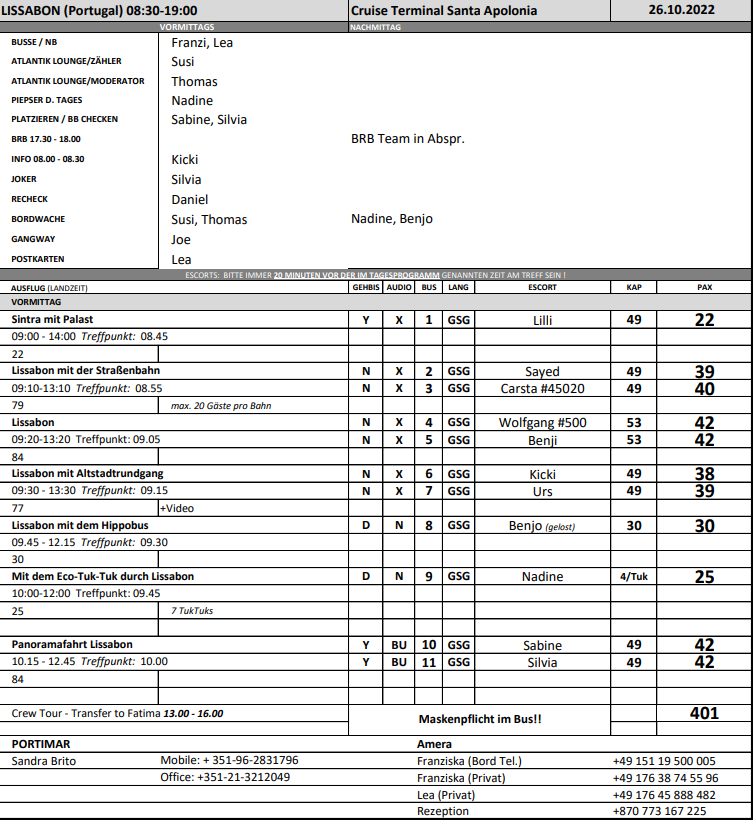 LISSABON (Portugal) 08:30-19:00 Cruise Terminal Santa Apolonia 26.10.2022
VORMITTAGS NACHMITTAG
BUSSE / NB Franzi, Lea
ATLANTIK LOUNGE/ZÄHLER Susi
ATLANTIK LOUNGE/MODERATOR Thomas
PIEPSER D. TAGES Nadine
PLATZIEREN / BB CHECKEN Sabine, Silvia
BRB 17.30 - 18.00 BRB Team in Abspr.
INFO 08.00 - 08.30 Kicki
JOKER Silvia
RECHECK Daniel
BORDWACHE Susi, Thomas Nadine, Benjo
GANGWAY Joe
POSTKARTEN Lea
ESCORTS: BITTE IMMER 20 MINUTEN VOR DER IM TAGESPROGRAMM GENANNTEN ZEIT AM TREFF SEIN !
AUSFLUG (LANDZEIT) GEHBIS AUDIO BUS LANG ESCORT KAP PAX
VORMITTAG
Sintra mit Palast Y X 1 GSG Lilli 49 22
09:00 - 14:00 Treffpunkt: 08.45
22
Lissabon mit der Straßenbahn N X 2 GSG Sayed 49 39
09:10-13:10 Treffpunkt: 08.55 N X 3 GSG Carsta #45020 49 40
79 max. 20 Gäste pro Bahn
Lissabon N X 4 GSG Wolfgang #500 53 42
09:20-13:20 Treffpunkt: 09.05 N X 5 GSG Benji 53 42
84
Lissabon mit Altstadtrundgang N X 6 GSG Kicki 49 38
09:30 - 13:30 Treffpunkt: 09.15 N X 7 GSG Urs 49 39
77 +Video
Lissabon mit dem Hippobus D N 8 GSG Benjo (gelost) 30 30
09.45 - 12.15 Treffpunkt: 09.30
30
Mit dem Eco-Tuk-Tuk durch Lissabon D N 9 GSG Nadine 4/Tuk 25
10:00-12:00 Treffpunkt: 09.45
25 7 TukTuks
Panoramafahrt Lissabon Y BU 10 GSG Sabine 49 42
10.15 - 12.45 Treffpunkt: 10.00 Y BU 11 GSG Silvia 49 42
84
Crew Tour - Transfer to Fatima 13.00 - 16.00 Maskenpflicht im Bus!! 401
PORTIMAR Amera
Sandra Brito Mobile: + 351-96-2831796 Franziska (Bord Tel.) +49 151 19 500 005
Office: +351-21-3212049 Franziska (Privat) +49 176 38 74 55 96
Lea (Privat) +49 176 45 888 482
Rezeption +870 773 167 225